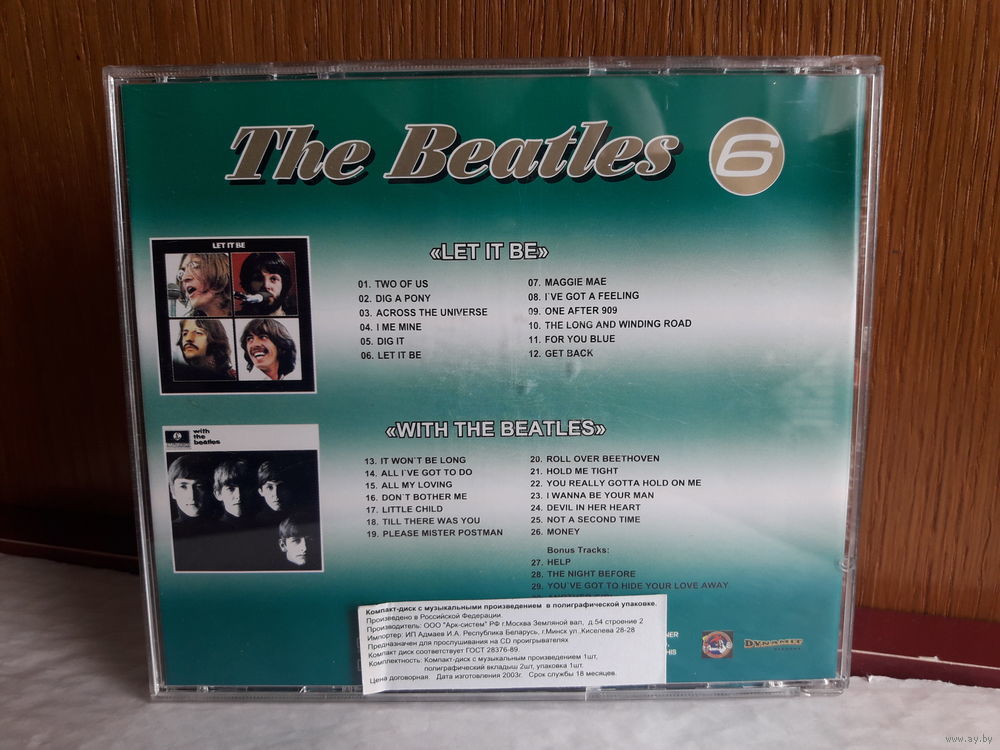 The Beatles 6
«LET IT BE»
LET IT BE
01. TWO OF US
02. DIG A PONY
03. ACROSS THE UNIVERSE
04. I ME MINE
05. DIG IT
06. LET IT BE
07. MAGGIE MAE
08. I`VE GOT A FEELING
09. ONE AFTER 909
10. THE LONG AND WINDING ROAD
11. FOR YOU BLUE
12. GET BACK
«WITH THE BEATLES»
with
the
beatles
13. IT WON`T BE LONG
14. ALL I`VE GOT TO DO
15. ALL MY LOVING
16. DON`T BOTHER ME
17. LITTLE CHILD
18. TILL THERE WAS YOU
19. PLEASE MISTER POSTMAN
20. ROLL OVER BEETHOVEN
21. HOLD ME TIGHT
22. YOU REALLY GOTTA HOLD ON ME
23. I WANNA BE YOUR MAN
24. DEVIL IN HER HEART
25. NOT A SECOND TIME
26. MONEY
Bonus Tracks:
27. HELP
28. THE NIGHT BEFORE
29. YOU`VE GOT TO HIDE YOUR LOVE AWAY
Компакт-диск с музыкальными произведением в полиграфической упаковке.
Произведено в Российской Федерации.
Производитель: ООО "Арк-систем" РФ г.Москва Земляной вал, д.54 строение 2
Импортер: ИП Адмаев И.А. Республика Беларусь, г.Минск ул.,Киселева 28-28
Предназначен для прослушивания на CD проигрывателях
Компакт диск соответствует ГОСТ 28376-89.
Комплектность: Компакт-диск с музыкальным произведением 1шт,
полиграфический вкладыш 2шт, упаковка 1шт.
Цена договорная. Дата изготовления 2003г. Срок службы 18 месяцев.
DYNAMIC
www.ay.by